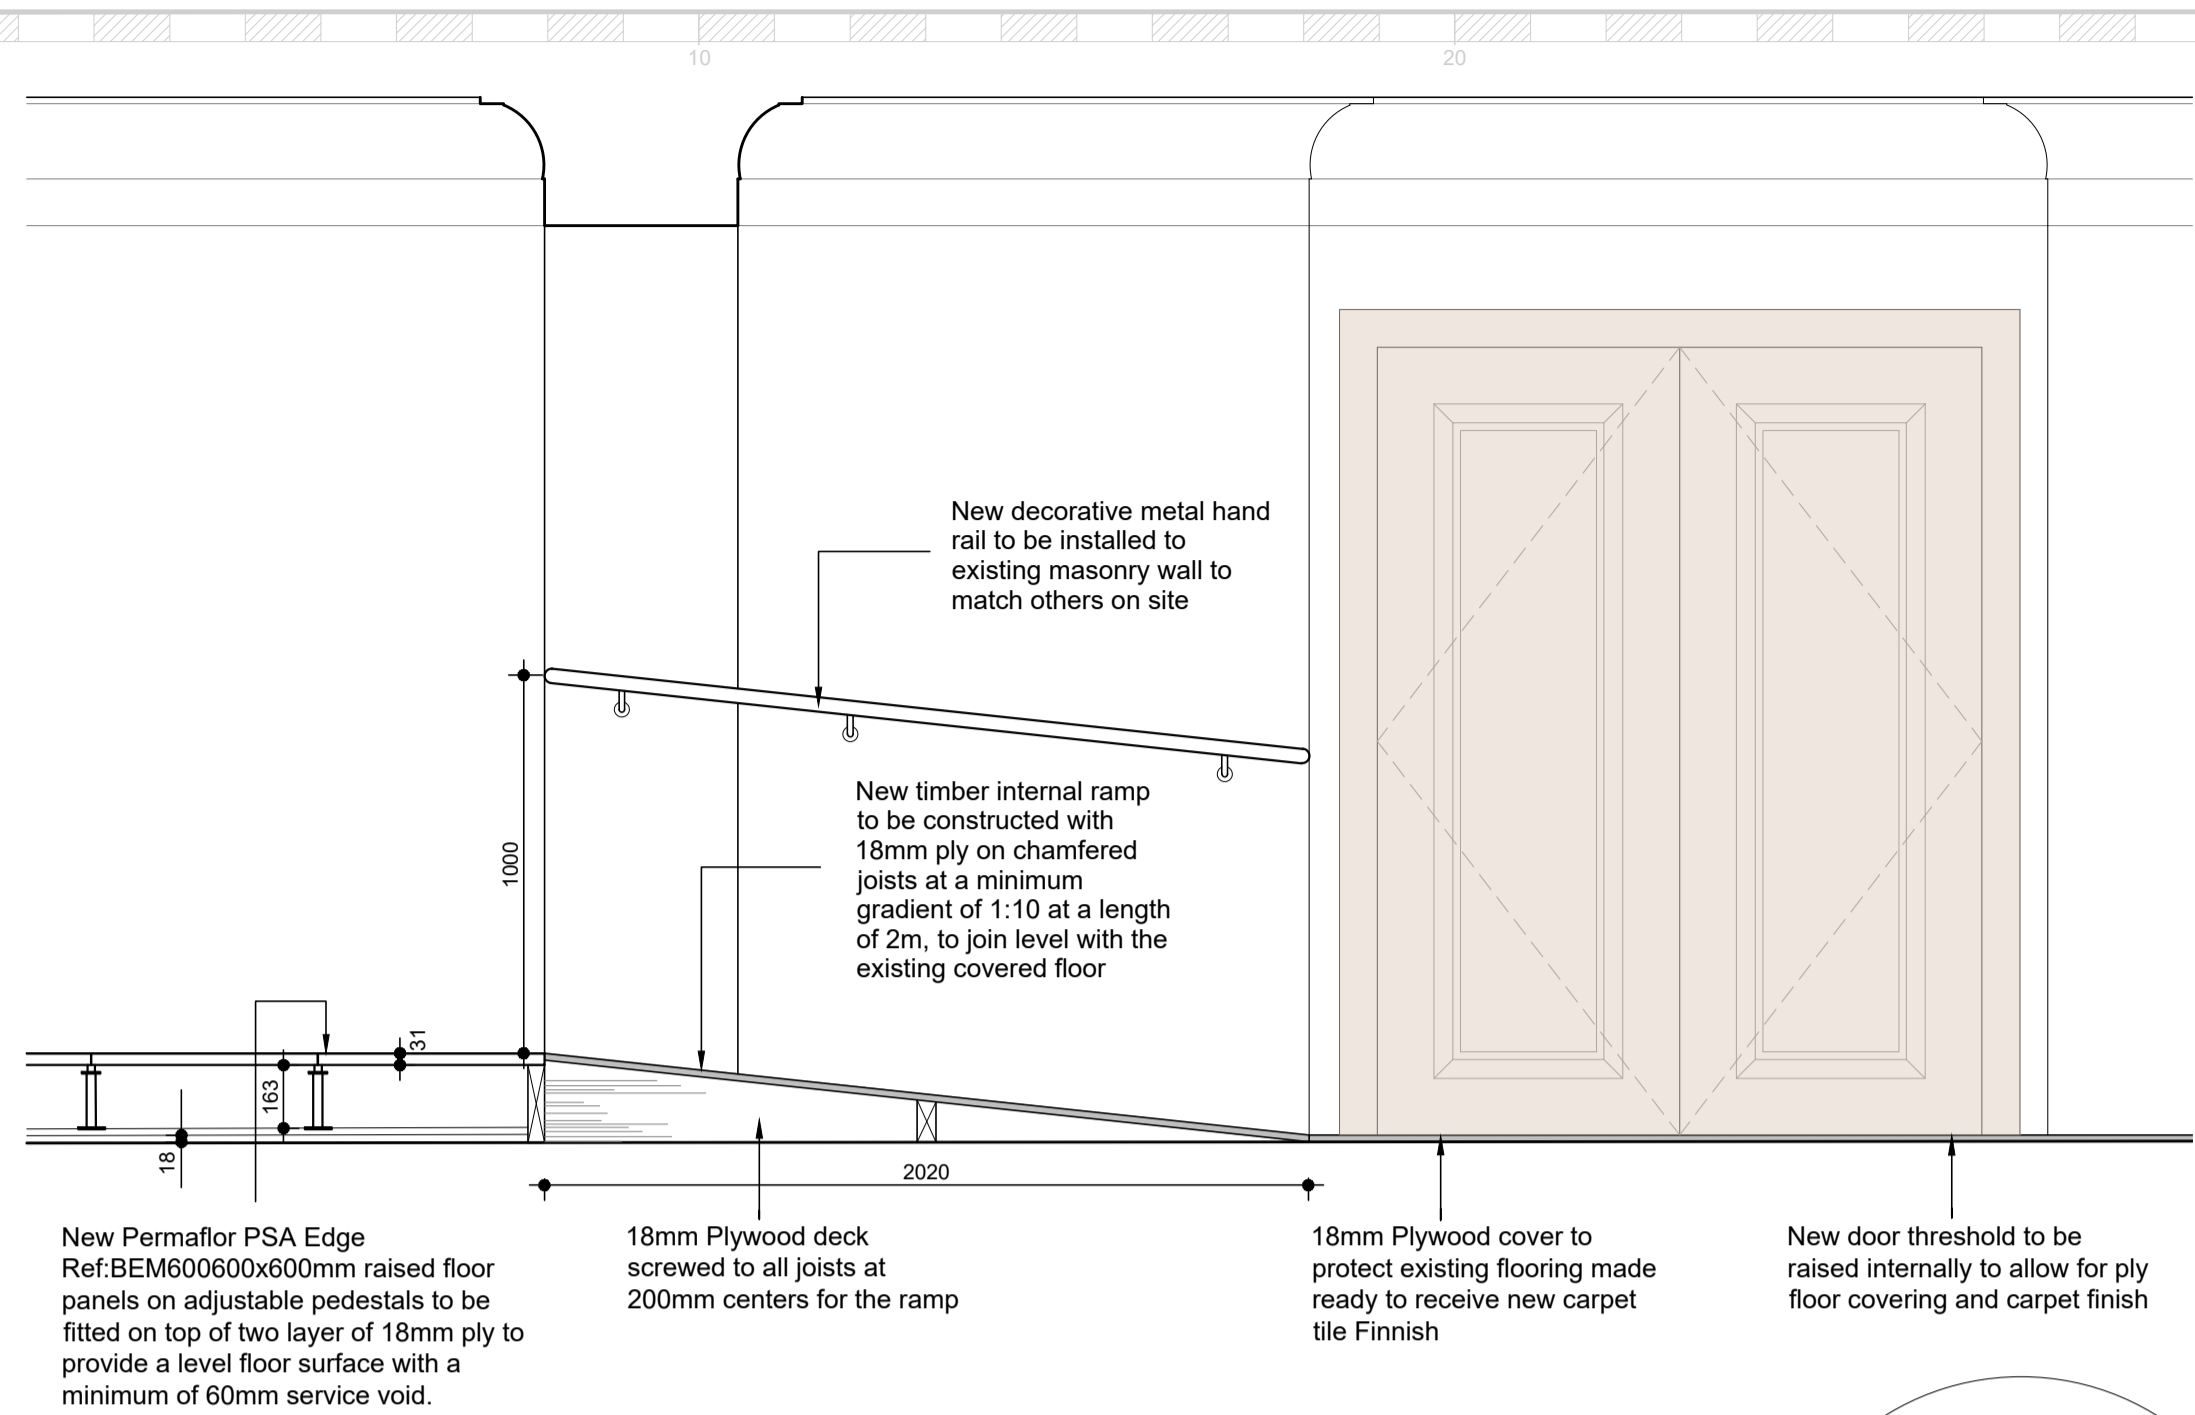 10
20
New decorative metal hand
rail to be installed to
existing masonry wall to
match others on site
New timber internal ramp
to be constructed with
18mm ply on chamfered
joists at a minimum
gradient of 1:10 at a length
of 2m, to join level with the
existing covered floor
1000
31
163
18
2020
New Permaflor PSA Edge
Ref:BEM600600x600mm raised floor
panels on adjustable pedestals to be
fitted on top of two layer of 18mm ply to
provide a level floor surface with a
minimum of 60mm service void.
18mm Plywood deck
screwed to all joists at
200mm centers for the ramp
18mm Plywood cover to
protect existing flooring made
ready to receive new carpet
tile Finnish
New door threshold to be
raised internally to allow for ply
floor covering and carpet finish